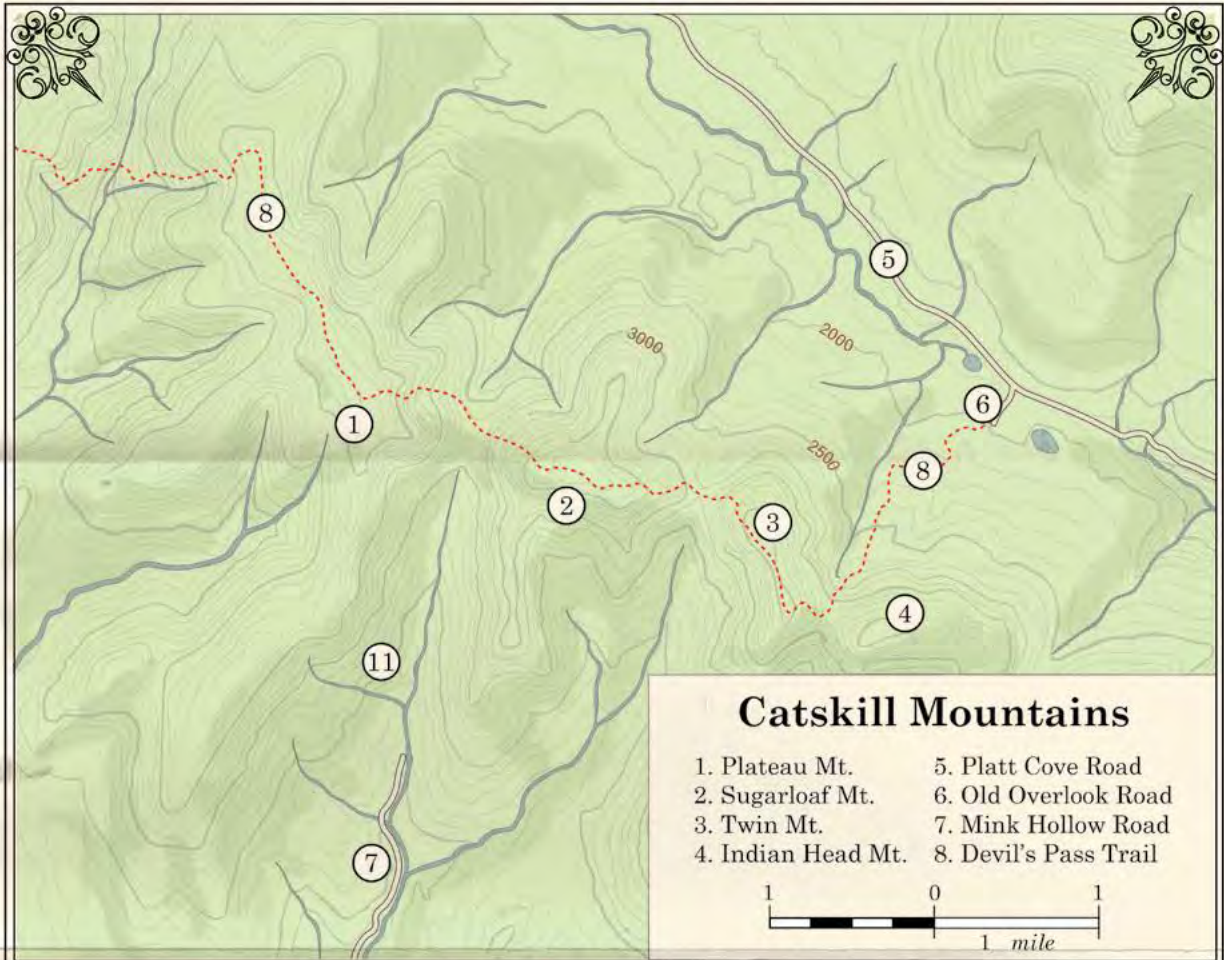 8
5
3000
2000
6
1
2500
8
2
3
4
11
7
Catskill Mountains
1. Plateau Mt.
2. Sugarloaf Mt.
3. Twin Mt.
4. Indian Head Mt.
5. Platt Cove Road
6. Old Overlook Road
7. Mink Hollow Road
8. Devil's Pass Trail
1 0 1
1 mile